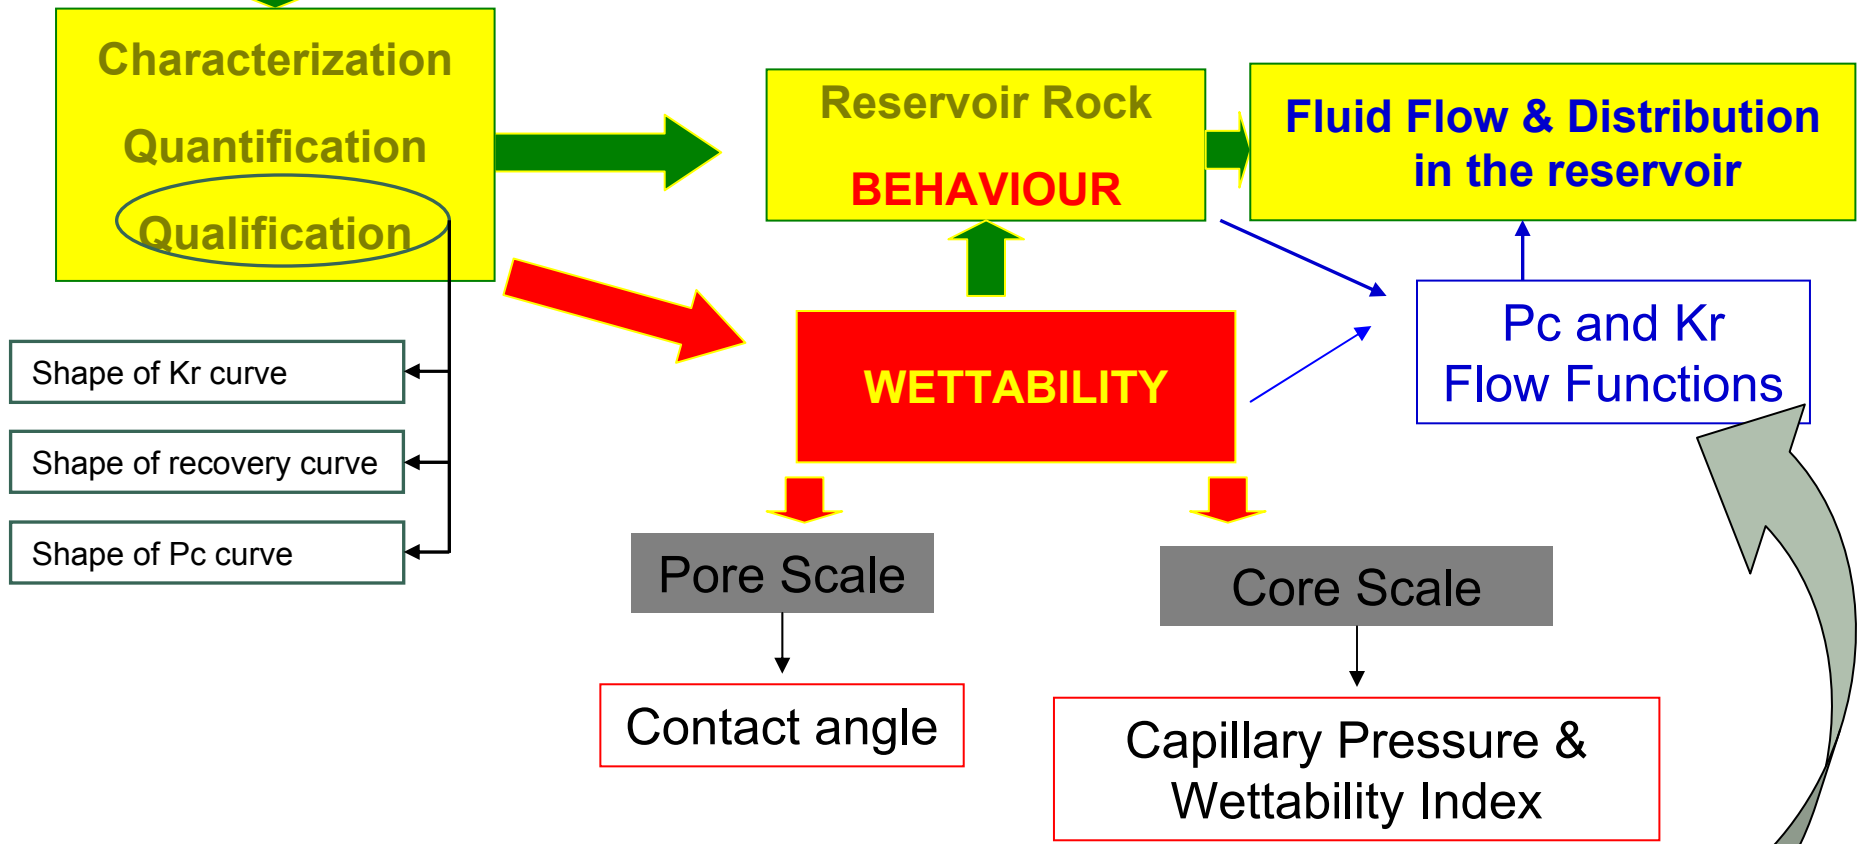 Characterization
Quantification
Qualification
Reservoir Rock
BEHAVIOUR
Fluid Flow & Distribution
in the reservoir
Shape of Kr curve
Shape of recovery curve
Shape of Pc curve
WETTABILITY
Pc and Kr
Flow Functions
Pore Scale
Core Scale
Contact angle
Capillary Pressure &
Wettability Index